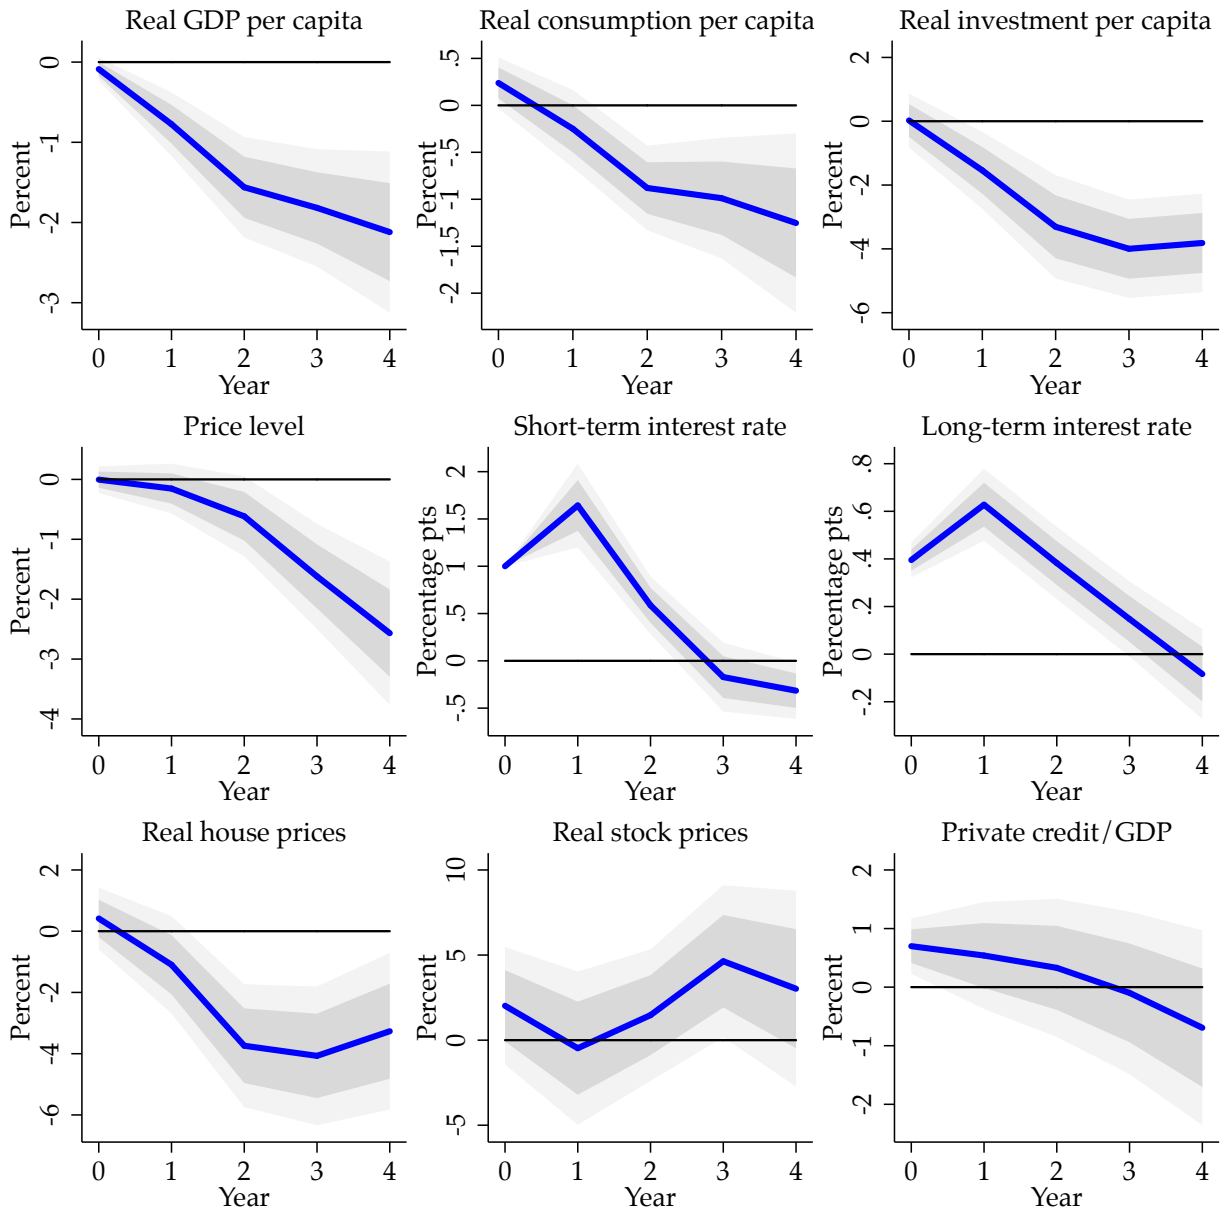 Real GDP per capita
Percent
0
-1
-2
-3
0 1 2 3 4
Year
Real consumption per capita
Percent
.5
0
-.5
-1
-1.5
-2
0 1 2 3 4
Year
Real investment per capita
Percent
2
0
-2
-4
-6
0 1 2 3 4
Year
Price level
Percent
0
-1
-2
-3
-4
0 1 2 3 4
Year
Short-term interest rate
Percentage pts
2
1.5
1
.5
0
-.5
0 1 2 3 4
Year
Long-term interest rate
Percentage pts
.8
.6
.4
.2
0
-.2
0 1 2 3 4
Year
Real house prices
Percent
2
0
-2
-4
-6
0 1 2 3 4
Year
Real stock prices
Percent
10
5
0
-5
0 1 2 3 4
Year
Private credit/GDP
Percent
2
1
0
-1
-2
0 1 2 3 4
Year